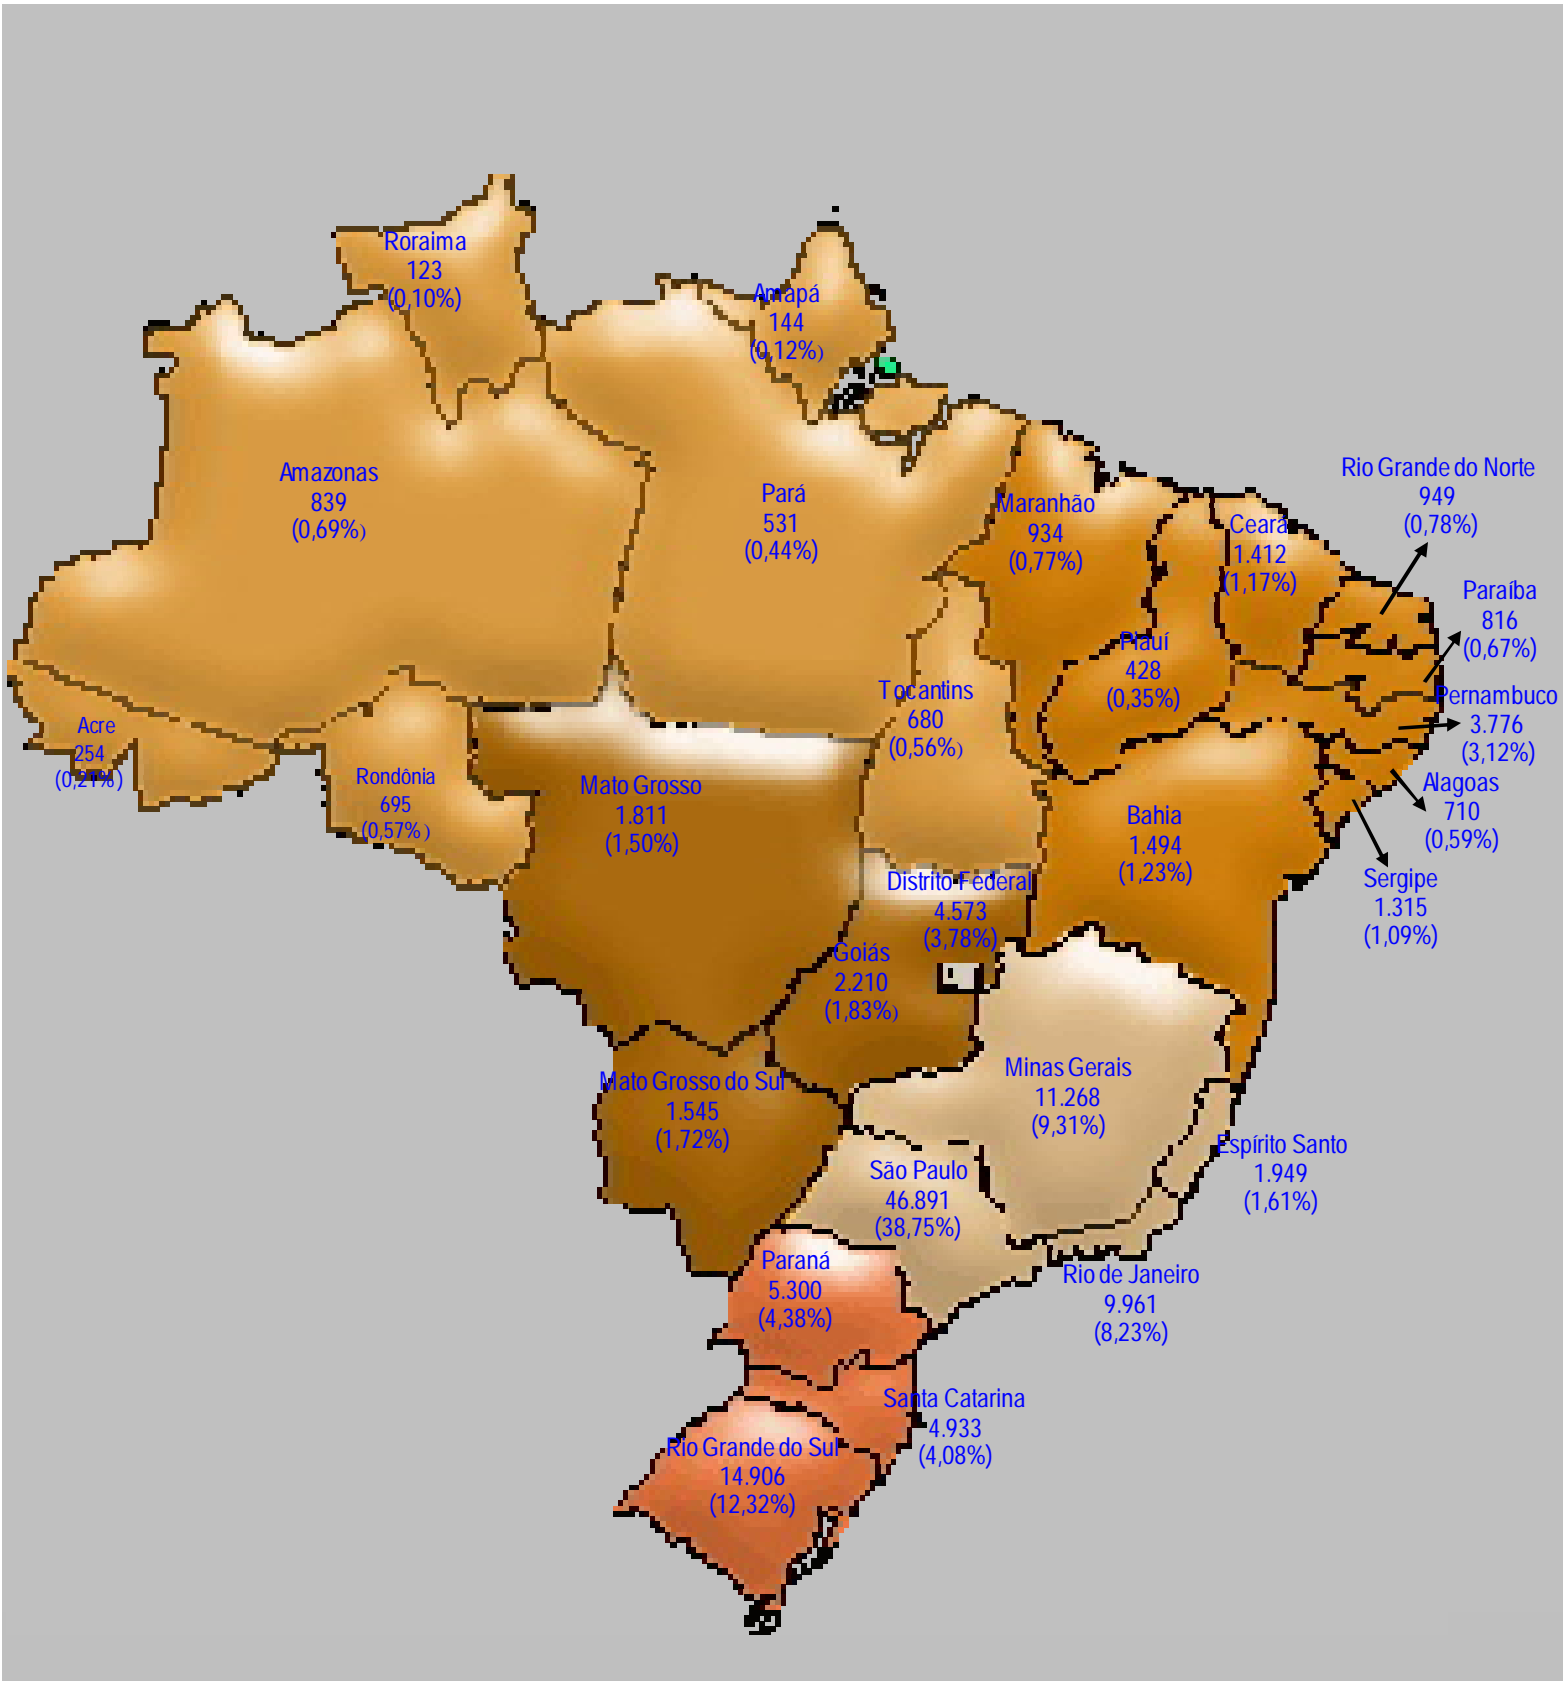 Roraima
123
(0,10%)
Amapá
144
(0,12%)
Amazonas
839
(0,69%)
Pará
531
(0,44%)
Maranhão
934
(0,77%)
Ceará
1.412
(1,17%)
Rio Grande do Norte
949
(0,78%)
Paraíba
816
(0,67%)
Piauí
428
(0,35%)
Pernambuco
3.776
(3,12%)
Tocantins
680
(0,56%)
Acre
254
(0,21%)
Rondônia
695
(0,57%)
Mato Grosso
1.811
(1,50%)
Bahia
1.494
(1,23%)
Alagoas
710
(0,59%)
Sergipe
1.315
(1,09%)
Distrito Federal
4.573
(3,78%)
Goiás
2.210
(1,83%)
Mato Grosso do Sul
1.545
(1,72%)
Minas Gerais
11.268
(9,31%)
Espírito Santo
1.949
(1,61%)
São Paulo
46.891
(38,75%)
Rio de Janeiro
9.961
(8,23%)
Paraná
5.300
(4,38%)
Santa Catarina
4.933
(4,08%)
Rio Grande do Sul
14.906
(12,32%)